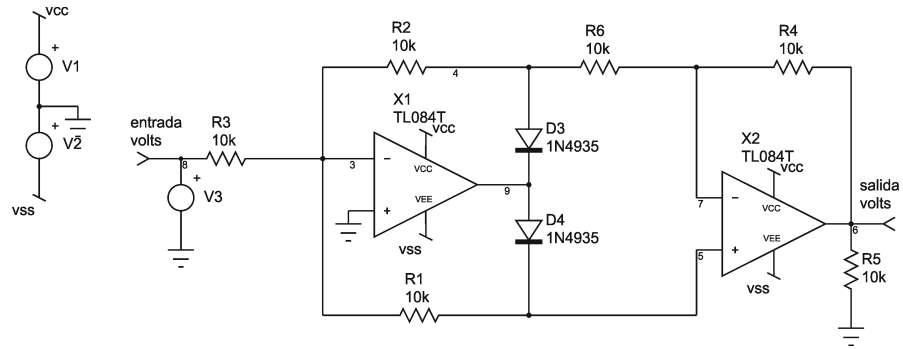 vcc
+
V1
+
V2
vss
entrada
volts
8
R3
10k
+
V3
R2
10k
4
X1
TL084T
vcc
3
−
VCC
VEE
+
vss
9
D3
1N4935
D4
1N4935
R1
10k
R6
10k
R4
10k
X2
TL084T
vcc
7
−
VCC
VEE
5
+
vss
salida
volts
6
R5
10k